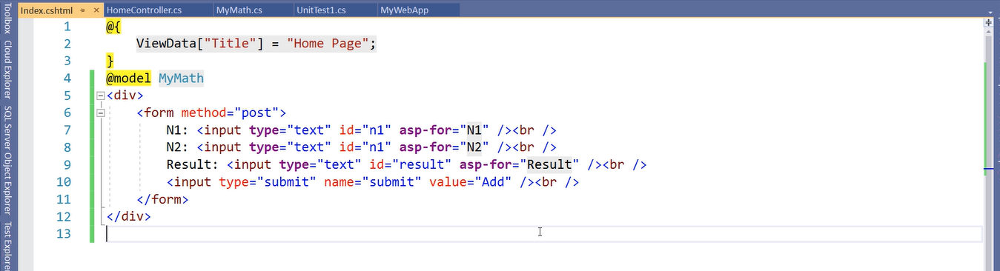 Index.cshtml HomeController.cs MyMath.cs UnitTest1.cs MyWebApp
Toolbox
Cloud Explorer
SQL Server Object Explorer
Test Explorer
1 @{
2 ViewData["Title"] = "Home Page";
3 }
4 @model MyMath
5 <div>
6 <form method="post">
7 N1: <input type="text" id="n1" asp-for="N1" /><br />
8 N2: <input type="text" id="n1" asp-for="N2" /><br />
9 Result: <input type="text" id="result" asp-for="Result" /><br />
10 <input type="submit" name="submit" value="Add" /><br />
11 </form>
12 </div>
13